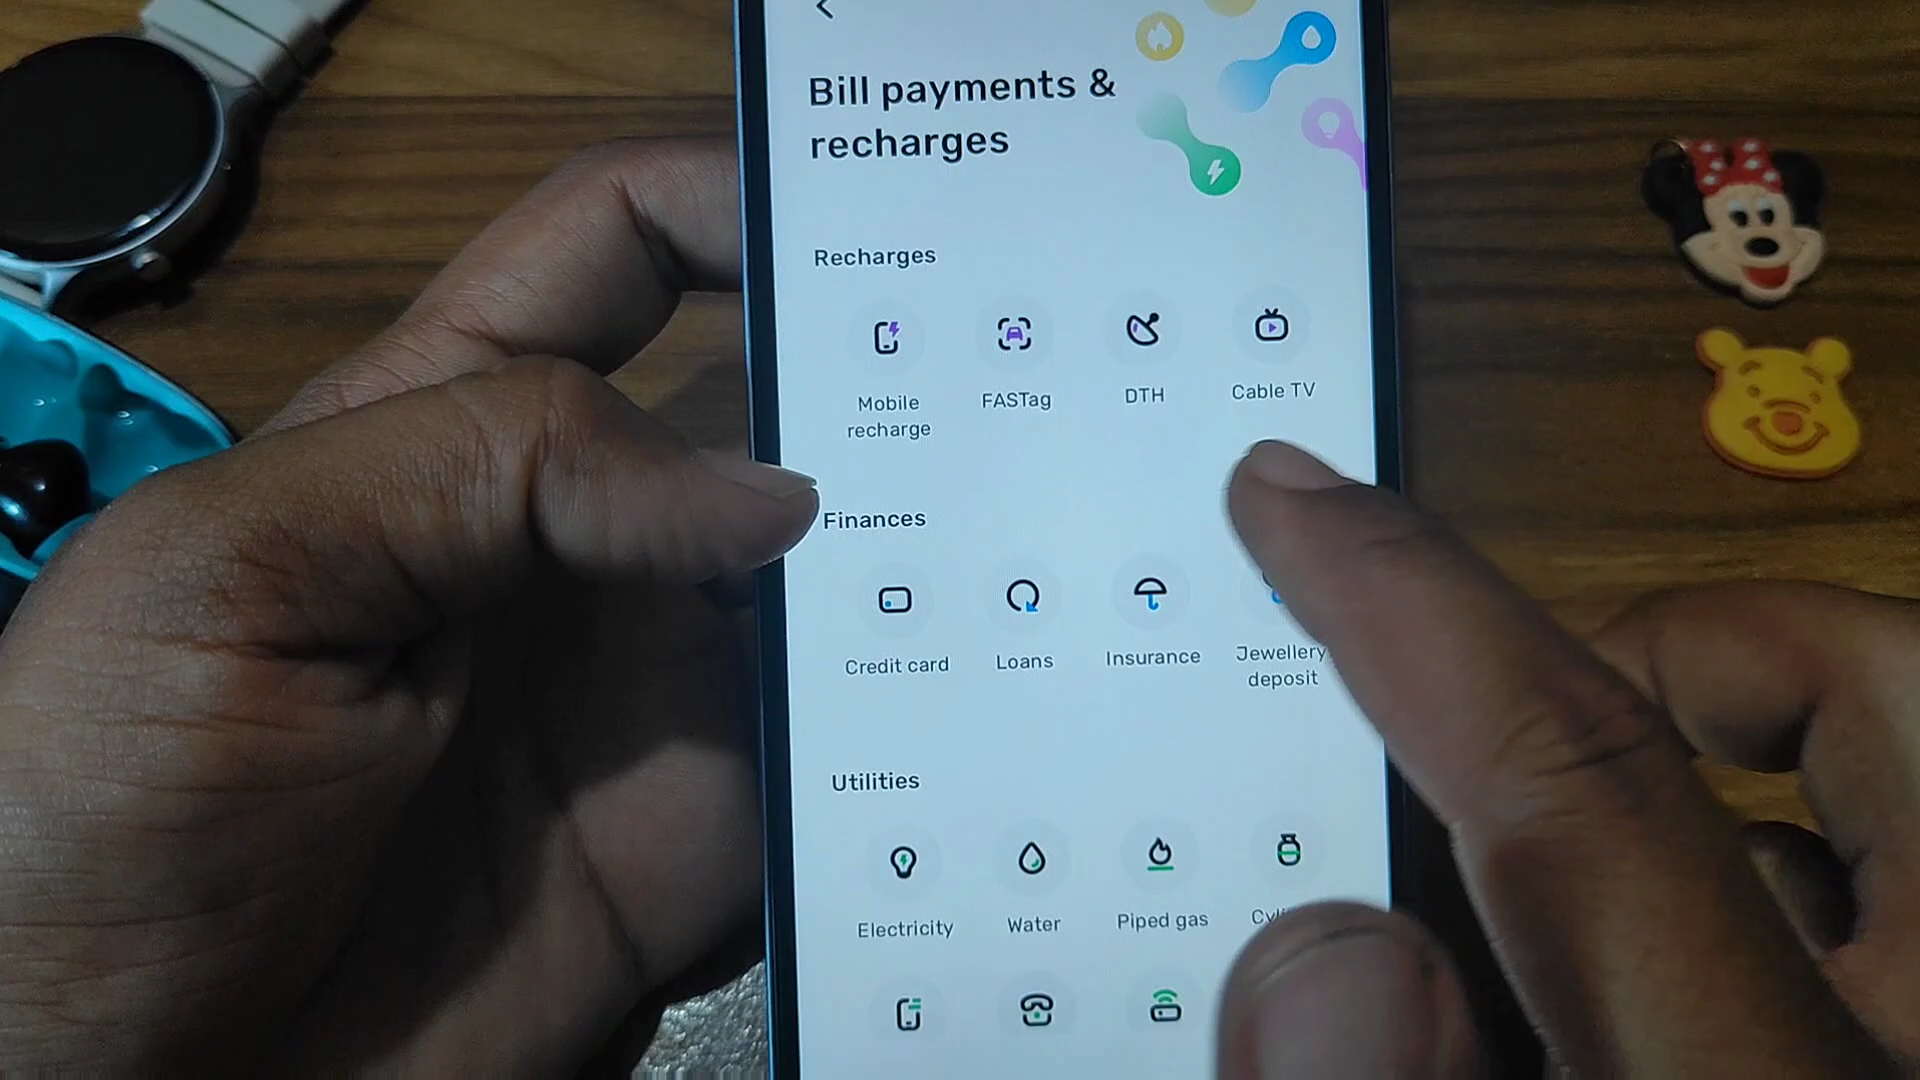 Bill payments &
recharges
Recharges
Mobile
recharge
FASTag
DTH
Cable TV
Finances
Credit card
Loans
Insurance
Jewellery
deposit
Utilities
Electricity
Water
Piped gas